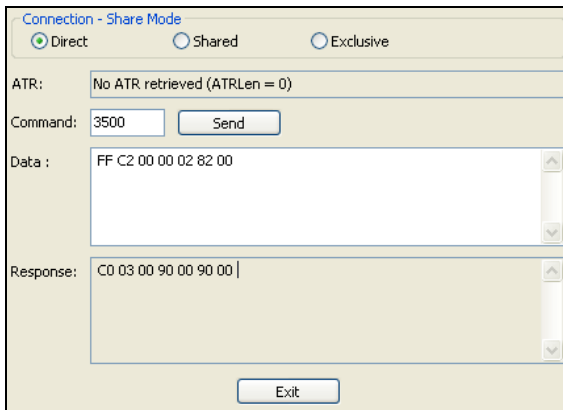 Connection - Share Mode
Direct Shared Exclusive
ATR: No ATR retrieved (ATRLen = 0)
Command: 3500 Send
Data : FF C2 00 00 02 82 00
Response: C0 03 00 90 00 90 00
Exit